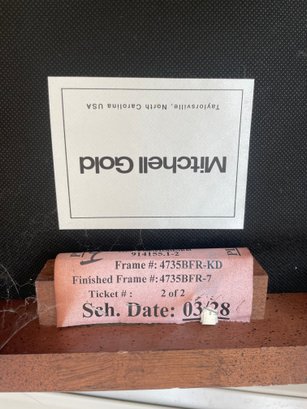 Mitchell Gold
Taylorsville, North Carolina USA
914155.1-2
Frame #: 4735BFR-KD
Finished Frame #: 4735BFR-7
Ticket # : 2 of 2
Sch. Date: 03/28